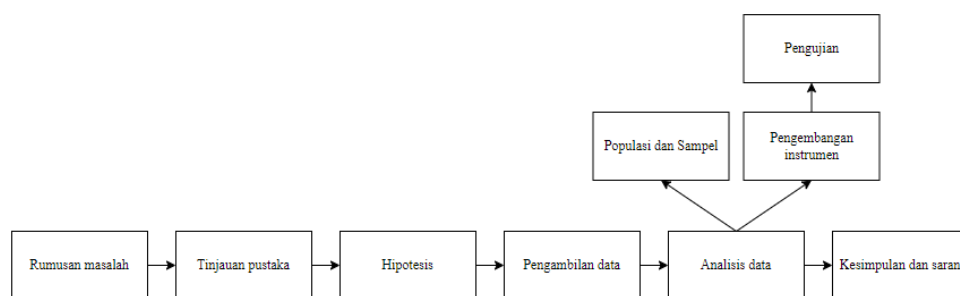 Pengujian
Populasi dan Sampel
Pengembangan
instrumen
Rumusan masalah
Tinjauan pustaka
Hipotesis
Pengambilan data
Analisis data
Kesimpulan dan saran